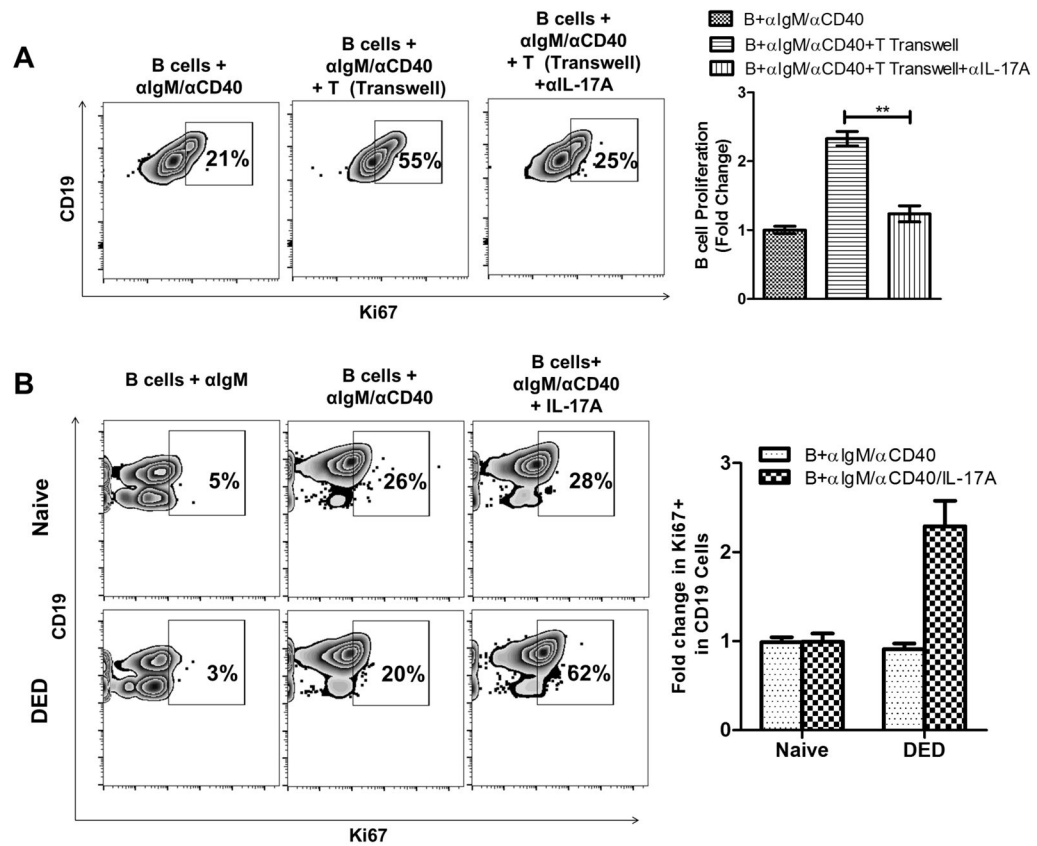 A
B cells +
αIgM/αCD40
B cells +
αIgM/αCD40
+ T (Transwell)
B cells +
αIgM/αCD40
+ T (Transwell)
+αIL-17A
21%
55%
25%
CD19
Ki67
B+αIgM/αCD40
B+αIgM/αCD40+T Transwell
B+αIgM/αCD40+T Transwell+αIL-17A
**
3
2
1
0
B cell Proliferation
(Fold Change)
B
B cells + αIgM
B cells +
αIgM/αCD40
B cells+
αIgM/αCD40
+ IL-17A
Naive
5%
26%
28%
DED
3%
20%
62%
CD19
Ki67
B+αIgM/αCD40
B+αIgM/αCD40/IL-17A
3
2
1
0
Fold change in Ki67+
in CD19 Cells
Naive
DED